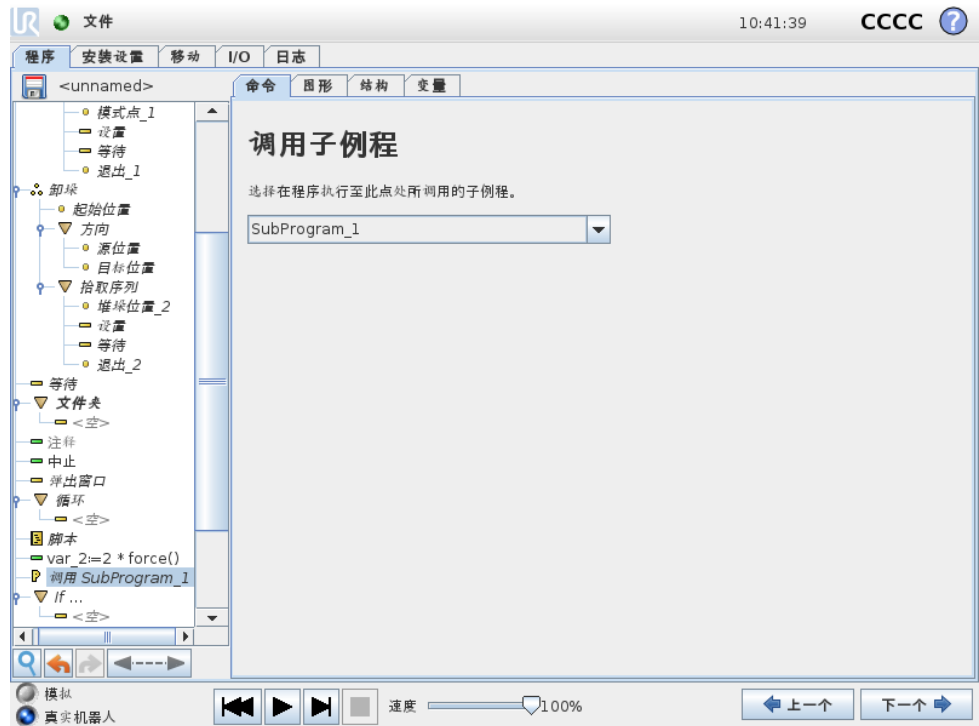 UR 文件 10:41:39 CCCC ?
程序 安装设置 移动 I/O 日志
<unnamed>
命令 图形 结构 变量
模式点_1
设置
等待
退出_1
卸垛
起始位置
方向
源位置
目标位置
拾取序列
堆垛位置_2
设置
等待
退出_2
等待
文件夹
<空>
注释
中止
弹出窗口
循环
<空>
脚本
var_2:=2 * force()
调用 SubProgram_1
If ...
<空>
调用子例程
选择在程序执行至此点处所调用的子例程。
SubProgram_1
模拟
真实机器人
速度 100%
上一个 下一个